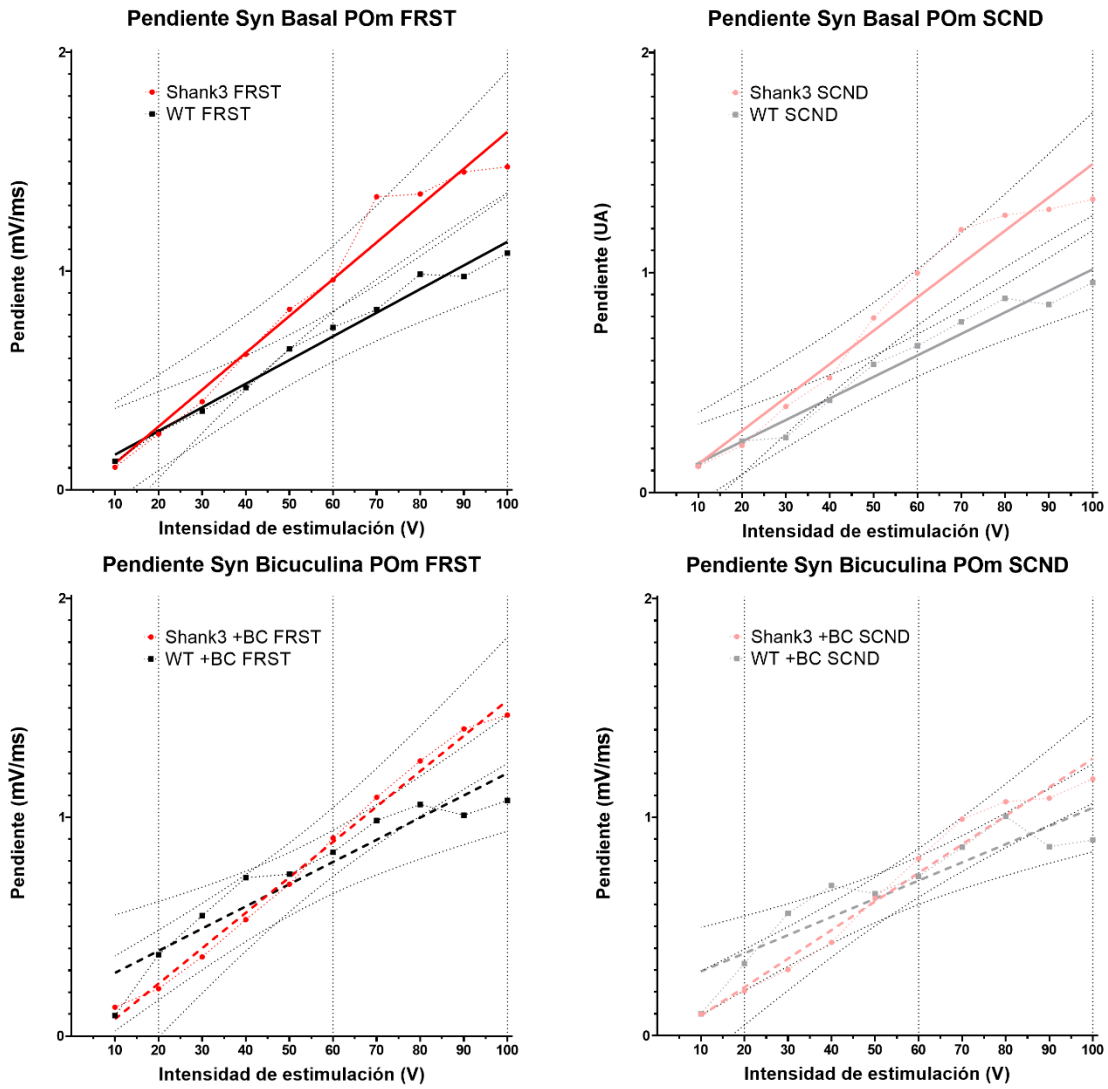 Pendiente Syn Basal POm FRST
2
Shank3 FRST
WT FRST
Pendiente (mV/ms)
1
0
10 20 30 40 50 60 70 80 90 100
Intensidad de estimulación (V)
Pendiente Syn Basal POm SCND
2
Shank3 SCND
WT SCND
Pendiente (UA)
1
0
10 20 30 40 50 60 70 80 90 100
Intensidad de estimulación (V)
Pendiente Syn Bicuculina POm FRST
2
Shank3 +BC FRST
WT +BC FRST
Pendiente (mV/ms)
1
0
10 20 30 40 50 60 70 80 90 100
Intensidad de estimulación (V)
Pendiente Syn Bicuculina POm SCND
2
Shank3 +BC SCND
WT +BC SCND
Pendiente (mV/ms)
1
0
10 20 30 40 50 60 70 80 90 100
Intensidad de estimulación (V)